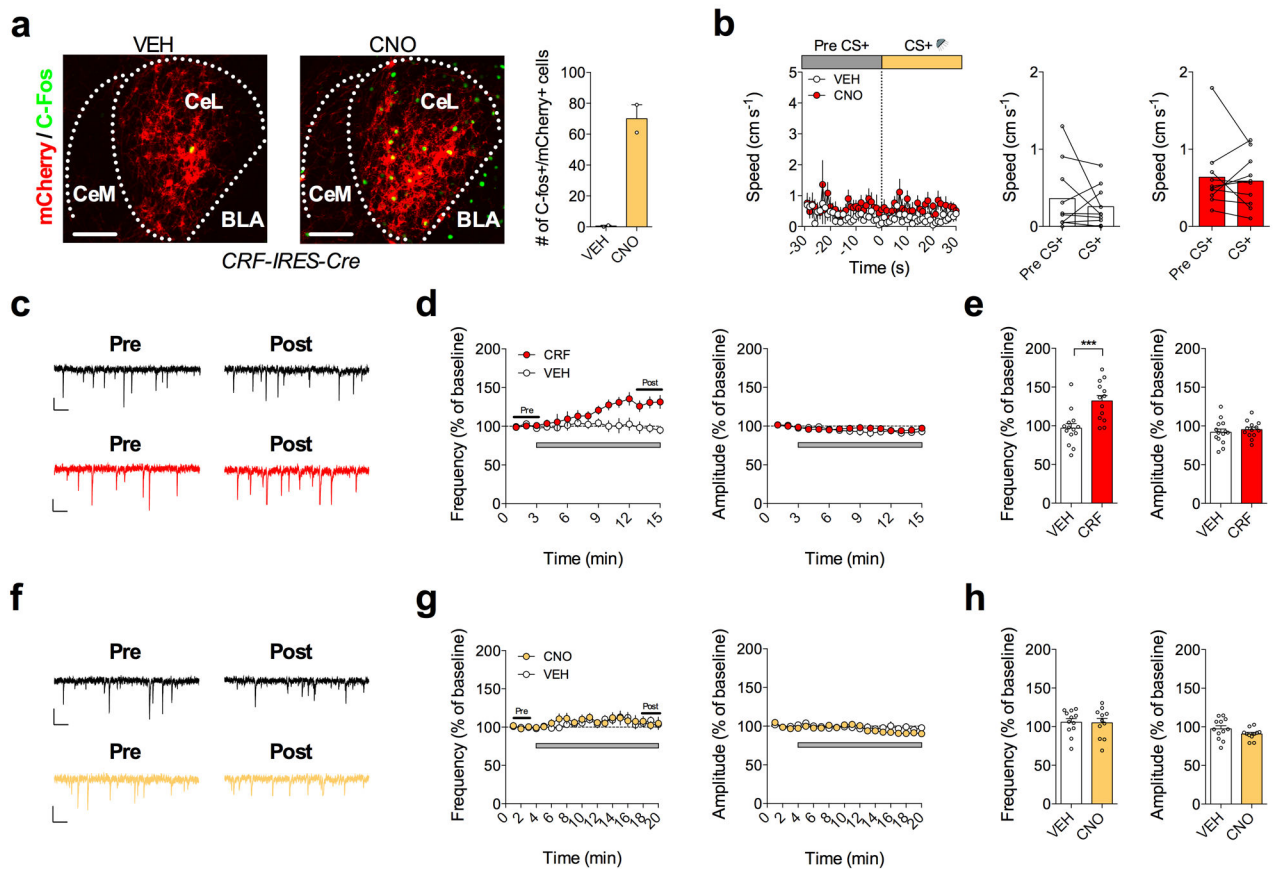 a
VEH
CNO
mCherry / C-Fos
CeL
CeM
BLA
CeL
CeM
BLA
CRF-IRES-Cre
# of C-fos+/mCherry+ cells
100
80
60
40
20
0
VEH
CNO
b
Pre CS+
CS+
VEH
CNO
Speed (cm s-1)
5
4
3
2
1
0
-30
-20
-10
0
10
20
30
Time (s)
Speed (cm s-1)
2
1
0
Pre CS+
CS+
Speed (cm s-1)
2
1
0
Pre CS+
CS+
c
Pre
Post
Pre
Post
d
Frequency (% of baseline)
200
150
100
50
0
CRF
VEH
Pre
Post
0
3
6
9
12
15
Time (min)
Amplitude (% of baseline)
200
150
100
50
0
0
3
6
9
12
15
Time (min)
e
Frequency (% of baseline)
200
150
100
50
0
***
VEH
CRF
Amplitude (% of baseline)
200
150
100
50
0
VEH
CRF
f
Pre
Post
Pre
Post
g
Frequency (% of baseline)
200
150
100
50
0
CNO
VEH
Pre
Post
0
2
4
6
8
10
12
14
16
18
20
Time (min)
Amplitude (% of baseline)
200
150
100
50
0
0
2
4
6
8
10
12
14
16
18
20
Time (min)
h
Frequency (% of baseline)
200
150
100
50
0
VEH
CNO
Amplitude (% of baseline)
200
150
100
50
0
VEH
CNO